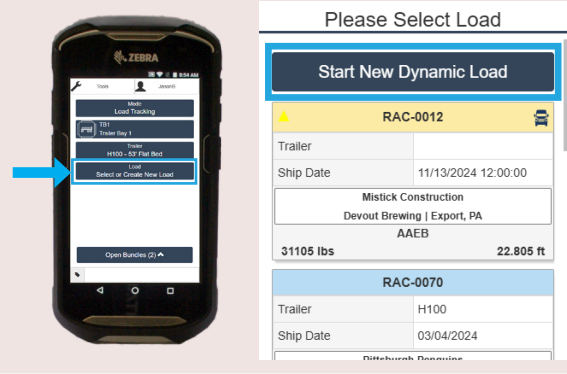 ZEBRA
8:54 AM
Tools
JasonS
Mode
Load Tracking
TB1
Trailer Bay 1
Trailer
H100 - 53' Flat Bed
Load
Select or Create New Load
Open Bundles (2)
Please Select Load
Start New Dynamic Load
RAC-0012
Trailer
Ship Date 11/13/2024 12:00:00
Mistick Construction
Devout Brewing | Export, PA
AAEB
31105 lbs 22.805 ft
RAC-0070
Trailer H100
Ship Date 03/04/2024
Pittsburgh Penguins